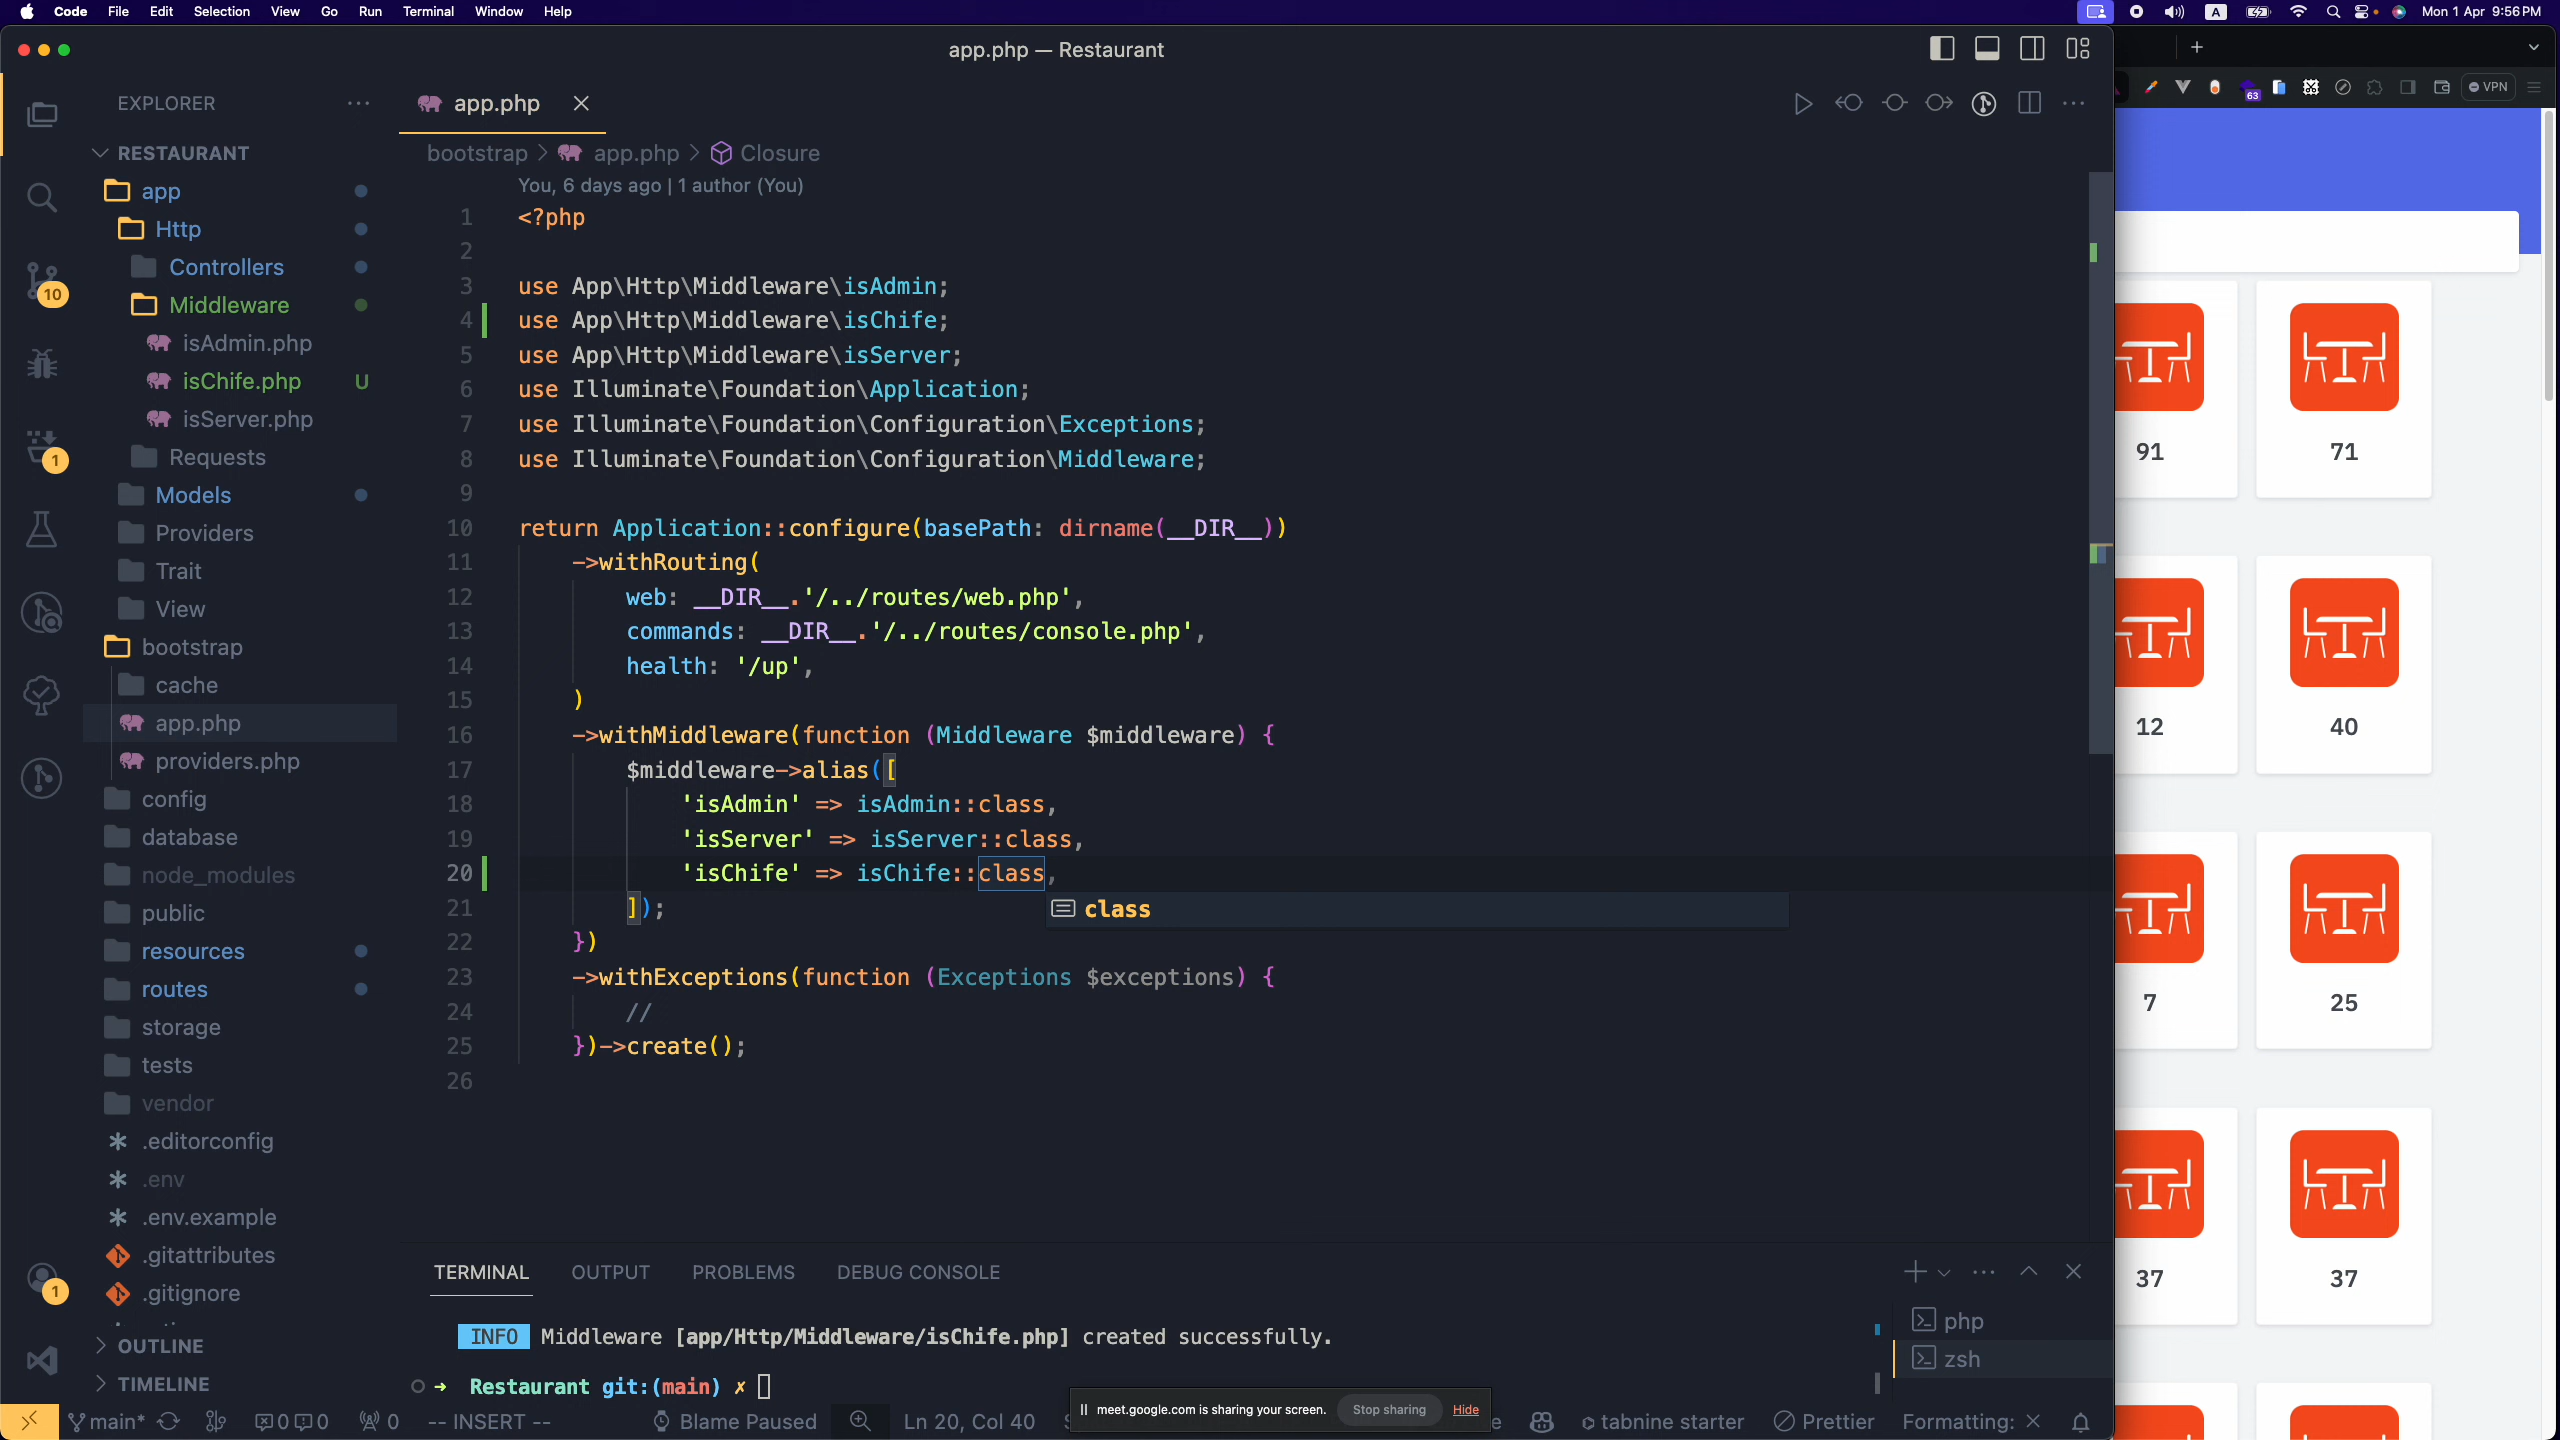 Code File Edit Selection View Go Run Terminal Window Help
A
Mon 1 Apr 9:56 PM
app.php — Restaurant
63
VPN
EXPLORER
RESTAURANT
app
Http
Controllers
Middleware
isAdmin.php
isChife.php U
isServer.php
Requests
Models
Providers
Trait
View
bootstrap
cache
app.php
providers.php
config
database
node_modules
public
resources
routes
storage
tests
vendor
.editorconfig
.env
.env.example
.gitattributes
.gitignore
OUTLINE
TIMELINE
10
1
1
app.php
bootstrap > app.php > Closure
You, 6 days ago | 1 author (You)
1 <?php
2
3 use App\Http\Middleware\isAdmin;
4 use App\Http\Middleware\isChife;
5 use App\Http\Middleware\isServer;
6 use Illuminate\Foundation\Application;
7 use Illuminate\Foundation\Configuration\Exceptions;
8 use Illuminate\Foundation\Configuration\Middleware;
9
10 return Application::configure(basePath: dirname(__DIR__))
11 ->withRouting(
12 web: __DIR__.'/../routes/web.php',
13 commands: __DIR__.'/../routes/console.php',
14 health: '/up',
15 )
16 ->withMiddleware(function (Middleware $middleware) {
17 $middleware->alias([
18 'isAdmin' => isAdmin::class,
19 'isServer' => isServer::class,
20 'isChife' => isChife::class,
21 ]);
class
22 })
23 ->withExceptions(function (Exceptions $exceptions) {
24 //
25 })->create();
26
TERMINAL OUTPUT PROBLEMS DEBUG CONSOLE
INFO Middleware [app/Http/Middleware/isChife.php] created successfully.
➜ Restaurant git:(main) ✗
php
zsh
main* 0 0 0 -- INSERT -- Blame Paused Ln 20, Col 40
meet.google.com is sharing your screen. Stop sharing Hide
tabnine starter Prettier Formatting: ✕
91 71
12 40
7 25
37 37